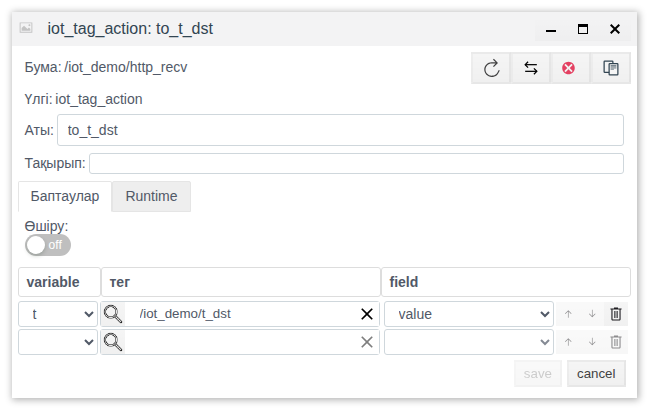 iot_tag_action: to_t_dst
Бума: /iot_demo/http_recv
Үлгі: iot_tag_action
Аты: to_t_dst
Тақырып:
Баптаулар Runtime
Өшіру:
off
variable тег field
t /iot_demo/t_dst value
save cancel